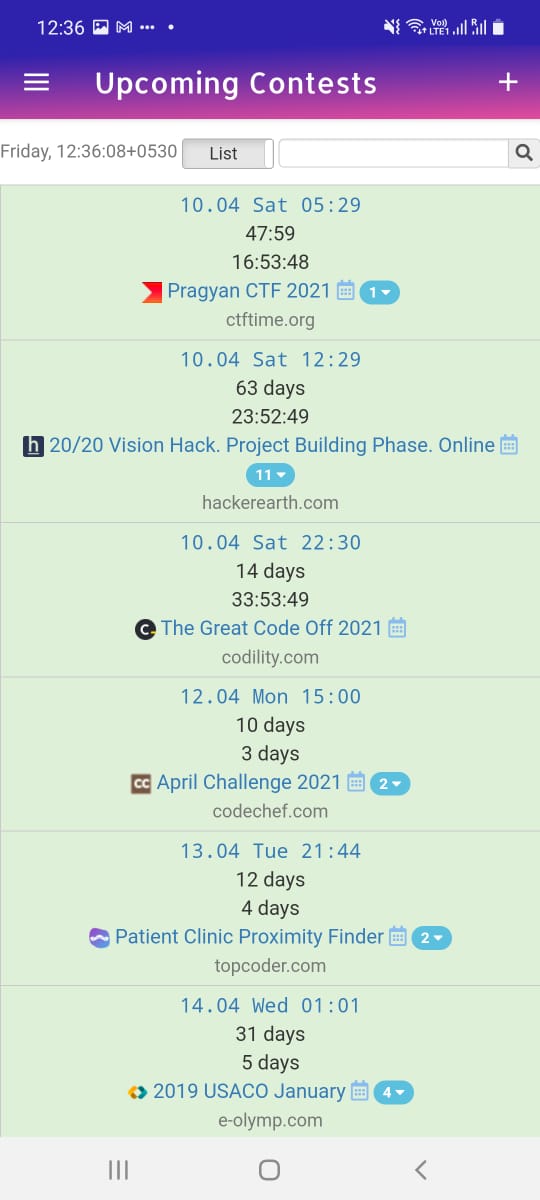 12:36
Vo)) LTE1 R
Upcoming Contests +
Friday, 12:36:08+0530 List
10.04 Sat 05:29
47:59
16:53:48
Pragyan CTF 2021 1
ctftime.org
10.04 Sat 12:29
63 days
23:52:49
h 20/20 Vision Hack. Project Building Phase. Online
11
hackerearth.com
10.04 Sat 22:30
14 days
33:53:49
C The Great Code Off 2021
codility.com
12.04 Mon 15:00
10 days
3 days
CC April Challenge 2021 2
codechef.com
13.04 Tue 21:44
12 days
4 days
Patient Clinic Proximity Finder 2
topcoder.com
14.04 Wed 01:01
31 days
5 days
2019 USACO January 4
e-olymp.com